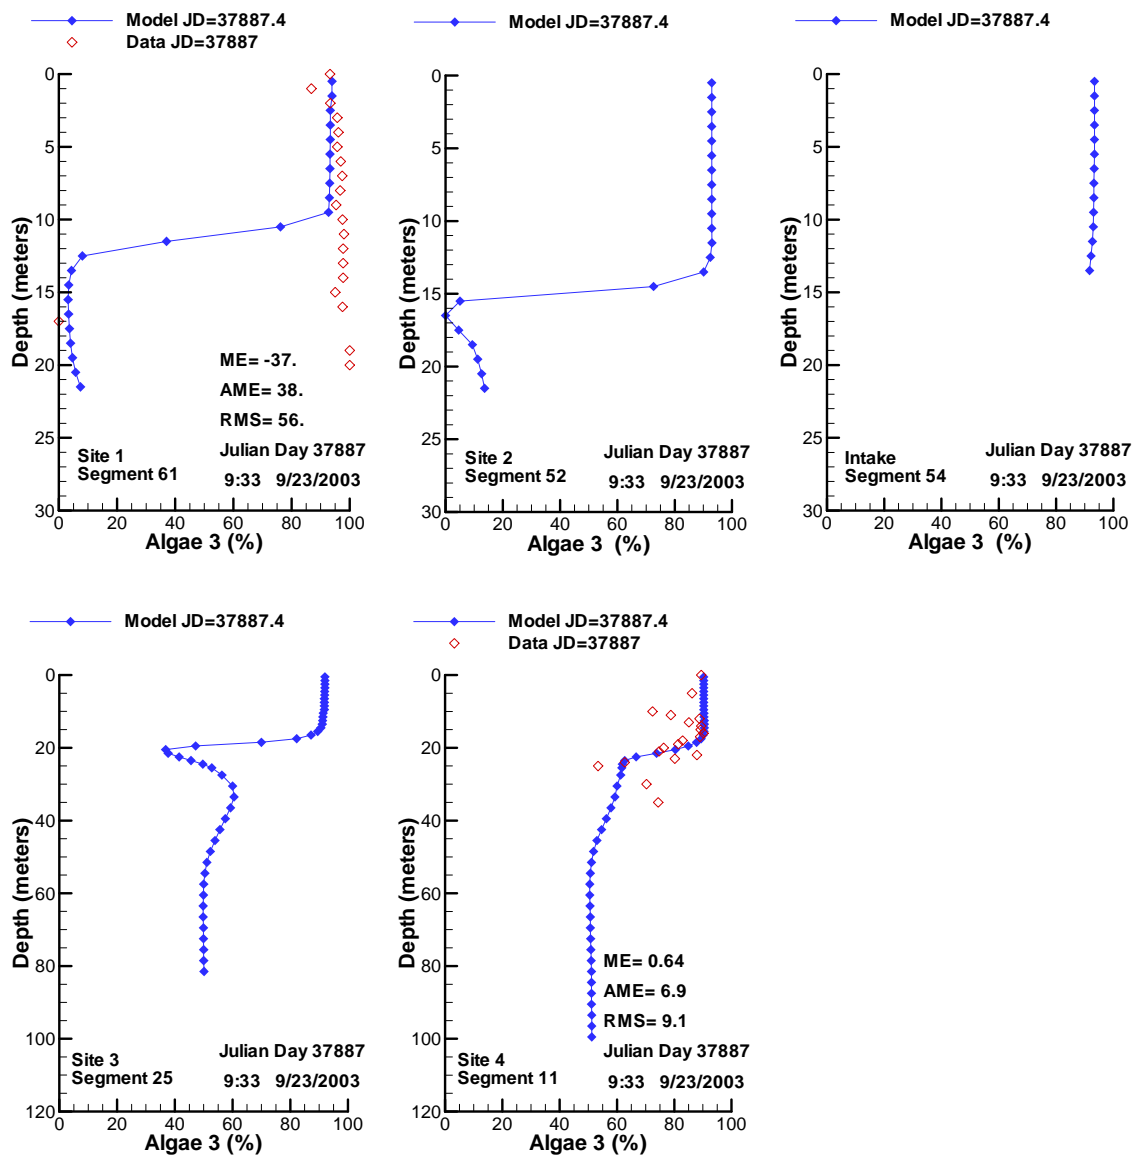 Model JD=37887.4
Data JD=37887
0
5
10
15
20
25
30
Depth (meters)
ME= -37.
AME= 38.
RMS= 56.
Site 1
Segment 61
Julian Day 37887
9:33 9/23/2003
0 20 40 60 80 100
Algae 3 (%)
Model JD=37887.4
0
5
10
15
20
25
30
Depth (meters)
Site 2
Segment 52
Julian Day 37887
9:33 9/23/2003
0 20 40 60 80 100
Algae 3 (%)
Model JD=37887.4
0
5
10
15
20
25
30
Depth (meters)
Intake
Segment 54
Julian Day 37887
9:33 9/23/2003
0 20 40 60 80 100
Algae 3 (%)
Model JD=37887.4
0
20
40
60
80
100
120
Depth (meters)
Site 3
Segment 25
Julian Day 37887
9:33 9/23/2003
0 20 40 60 80 100
Algae 3 (%)
Model JD=37887.4
Data JD=37887
0
20
40
60
80
100
120
Depth (meters)
ME= 0.64
AME= 6.9
RMS= 9.1
Site 4
Segment 11
Julian Day 37887
9:33 9/23/2003
0 20 40 60 80 100
Algae 3 (%)